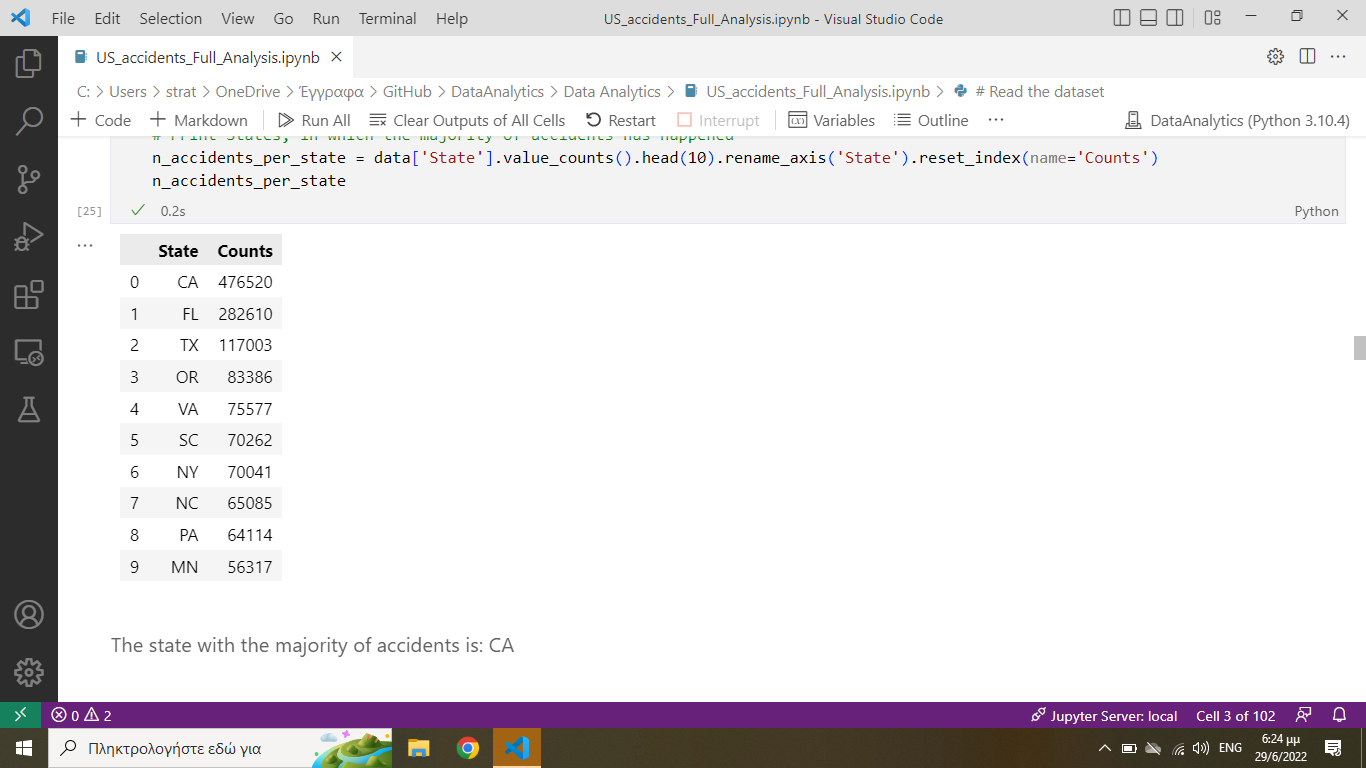 File Edit Selection View Go Run Terminal Help US_accidents_Full_Analysis.ipynb - Visual Studio Code
US_accidents_Full_Analysis.ipynb
C: > Users > strat > OneDrive > Έγγραφα > GitHub > DataAnalytics > Data Analytics > US_accidents_Full_Analysis.ipynb > # Read the dataset
Code Markdown Run All Clear Outputs of All Cells Restart Interrupt Variables Outline ... DataAnalytics (Python 3.10.4)
# Print States, in which the majority of accidents has happened
n_accidents_per_state = data['State'].value_counts().head(10).rename_axis('State').reset_index(name='Counts')
n_accidents_per_state
[25] 0.2s Python
...
State Counts
0 CA 476520
1 FL 282610
2 TX 117003
3 OR 83386
4 VA 75577
5 SC 70262
6 NY 70041
7 NC 65085
8 PA 64114
9 MN 56317
The state with the majority of accidents is: CA
0 2 Jupyter Server: local Cell 3 of 102
Πληκτρολογήστε εδώ για ENG 6:24 μμ
29/6/2022